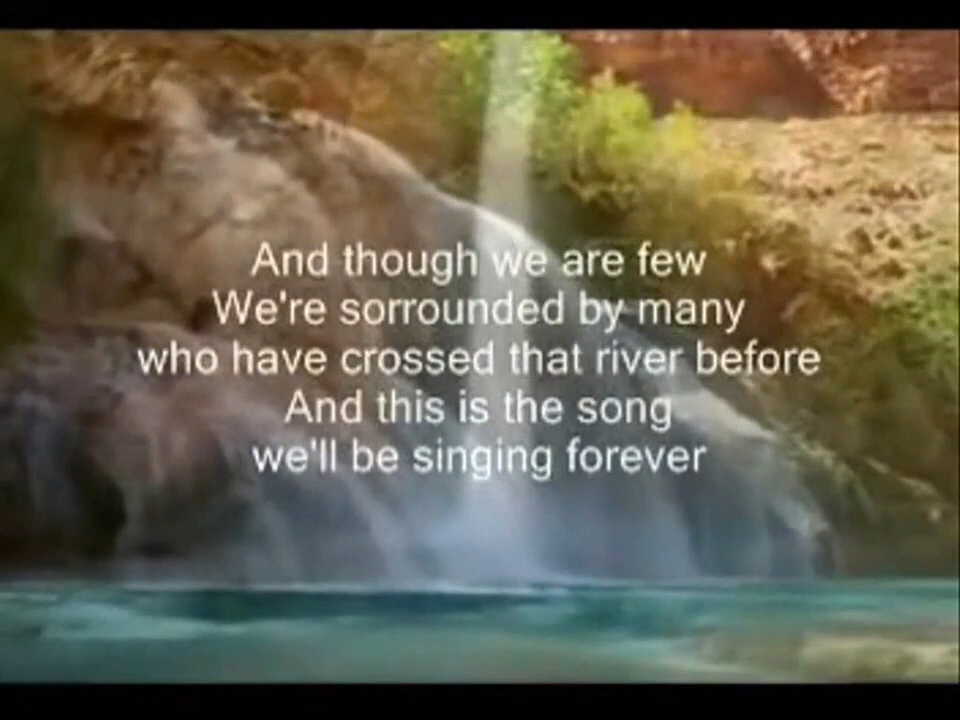 And though we are few
We're sorrounded by many
who have crossed that river before
And this is the song
we'll be singing forever